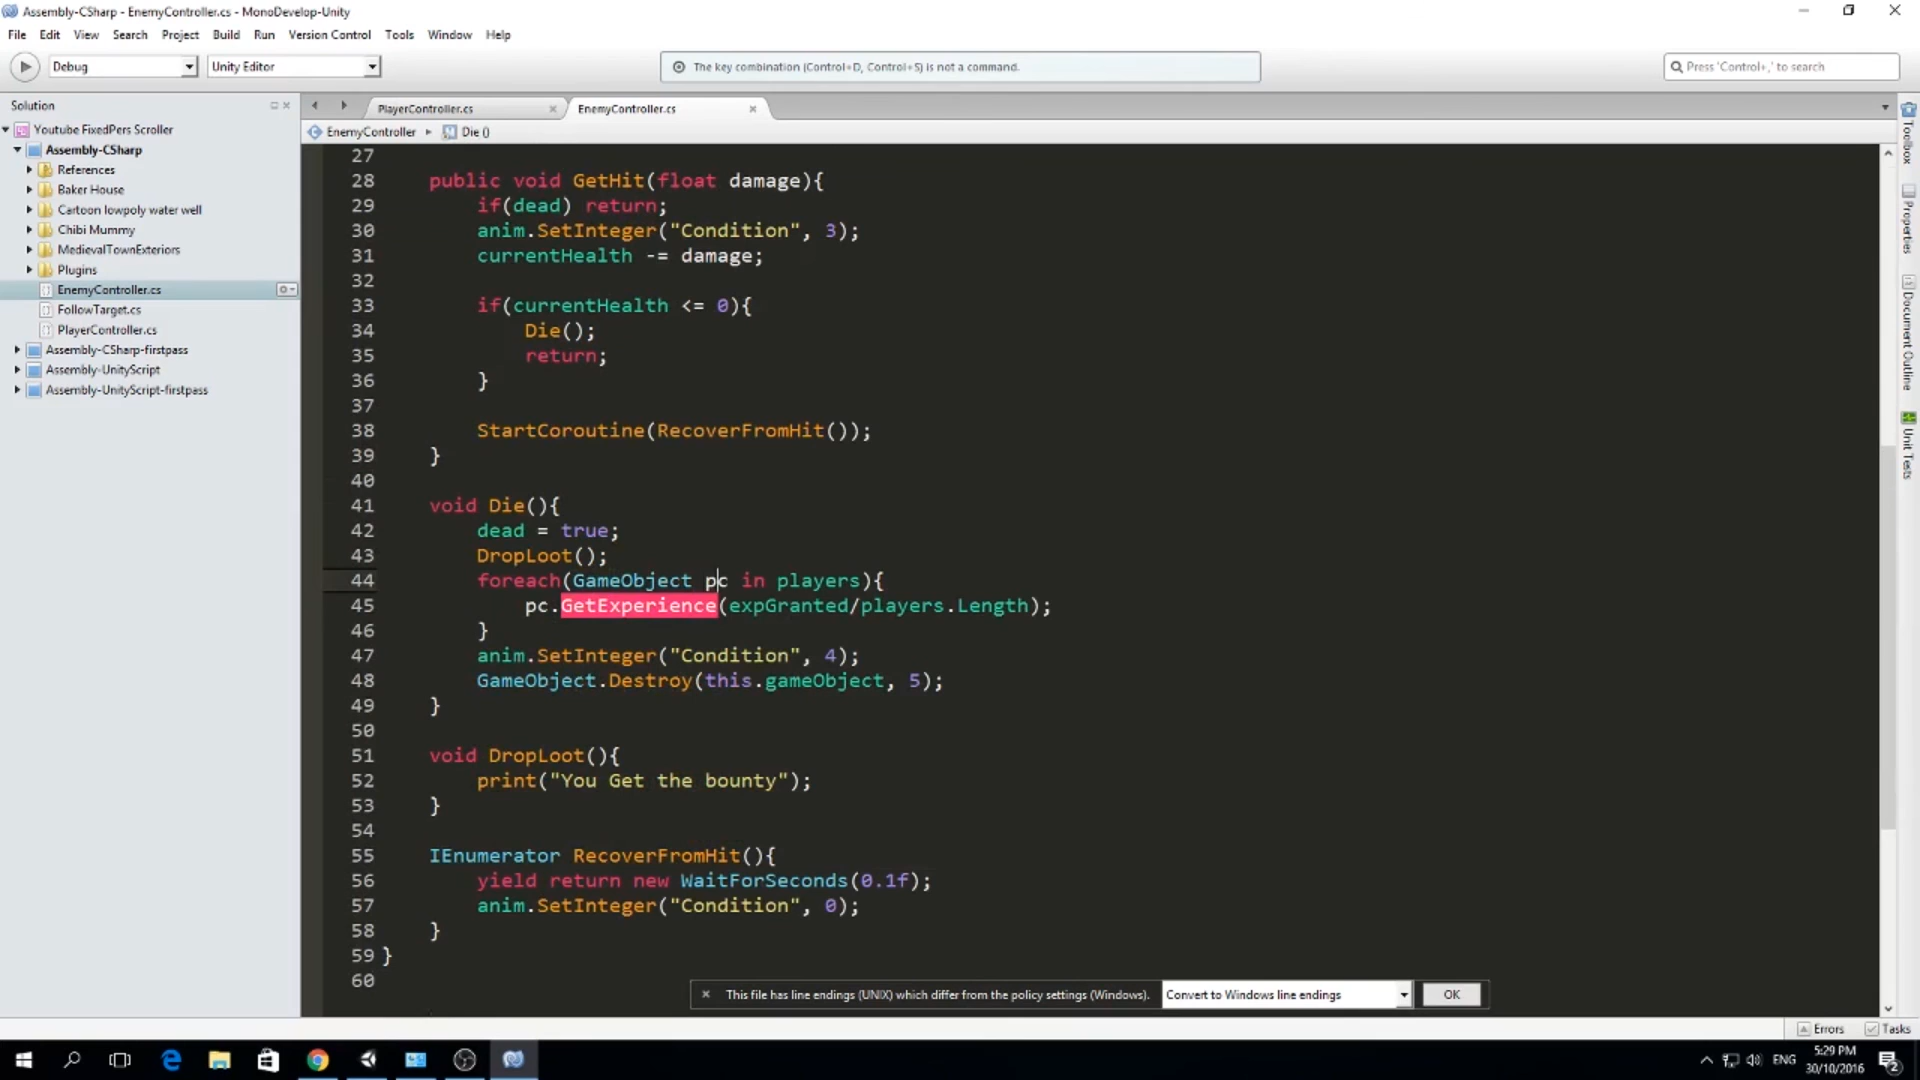 Assembly-CSharp - EnemyController.cs - MonoDevelop-Unity
File Edit View Search Project Build Run Version Control Tools Window Help
Debug Unity Editor The key combination (Control+D, Control+S) is not a command. Press 'Control+,' to search
Solution
Youtube FixedPers Scroller
Assembly-CSharp
References
Baker House
Cartoon lowpoly water well
Chibi Mummy
MedievalTownExteriors
Plugins
EnemyController.cs
FollowTarget.cs
PlayerController.cs
Assembly-CSharp-firstpass
Assembly-UnityScript
Assembly-UnityScript-firstpass
PlayerController.cs EnemyController.cs
EnemyController Die ()
27
28 public void GetHit(float damage){
29 if(dead) return;
30 anim.SetInteger("Condition", 3);
31 currentHealth -= damage;
32
33 if(currentHealth <= 0){
34 Die();
35 return;
36 }
37
38 StartCoroutine(RecoverFromHit());
39 }
40
41 void Die(){
42 dead = true;
43 DropLoot();
44 foreach(GameObject pc in players){
45 pc.GetExperience(expGranted/players.Length);
46 }
47 anim.SetInteger("Condition", 4);
48 GameObject.Destroy(this.gameObject, 5);
49 }
50
51 void DropLoot(){
52 print("You Get the bounty");
53 }
54
55 IEnumerator RecoverFromHit(){
56 yield return new WaitForSeconds(0.1f);
57 anim.SetInteger("Condition", 0);
58 }
59 }
60
This file has line endings (UNIX) which differ from the policy settings (Windows). Convert to Windows line endings OK
Toolbox
Properties
Document Outline
Unit Tests
Errors Tasks
ENG 5:29 PM
30/10/2016
2